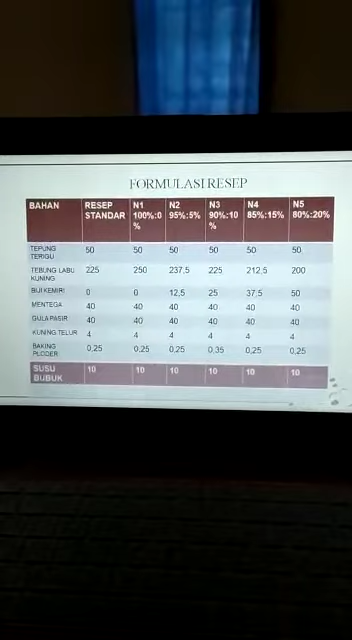 FORMULASI RESEP
BAHAN RESEP STANDAR N1 100%:0 % N2 95%:5% N3 90%:10 % N4 85%:15% N5 80%:20%
TEPUNG TERIGU 50 50 50 50 50 50
TEBUNG LABU KUNING 225 250 237,5 225 212,5 200
BIJI KEMIRI 0 0 12,5 25 37,5 50
MENTEGA 40 40 40 40 40 40
GULA PASIR 40 40 40 40 40 40
KUNING TELUR 4 4 4 4 4 4
BAKING PLODER 0,25 0,25 0,25 0,35 0,25 0,25
SUSU BUBUK 10 10 10 10 10 10